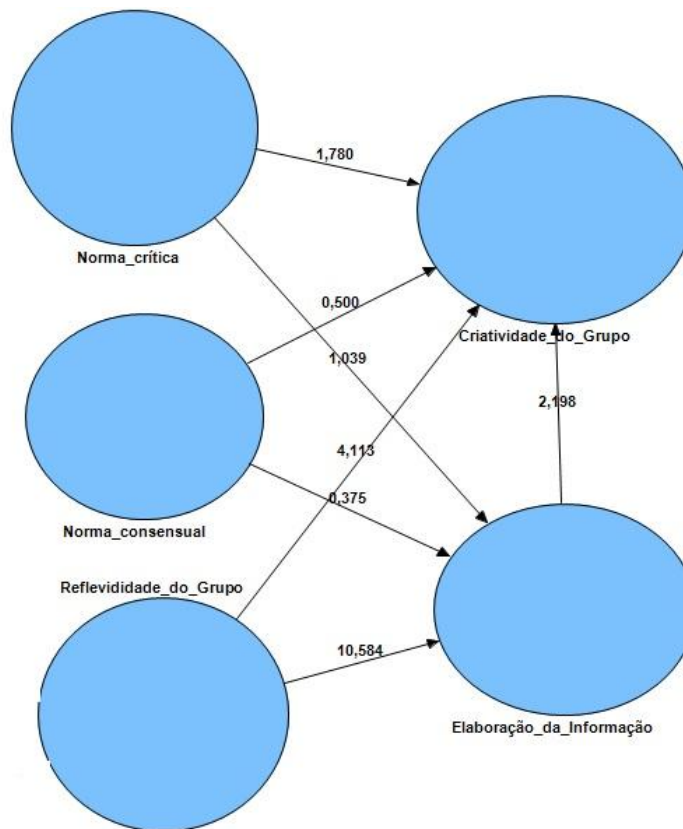 1,780
Norma_crítica
0,500
Criatividade_do_Grupo
1,039
2,198
4,113
0,375
Norma_consensual
Reflevididade_do_Grupo
10,584
Elaboração_da_Informação